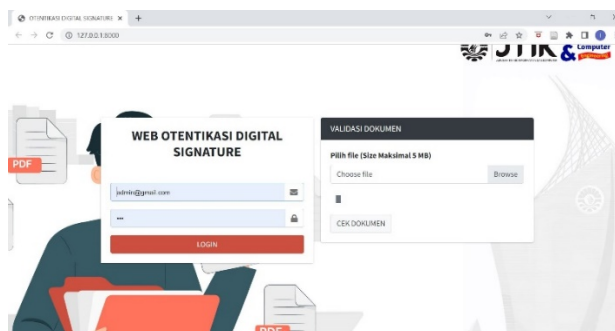 OTENTIKASI DIGITAL SIGNATURE
127.0.0.1:8000
JTIK & Computer
WEB OTENTIKASI DIGITAL
SIGNATURE
admin@gmail.com
LOGIN
VALIDASI DOKUMEN
Pilih file (Size Maksimal 5 MB)
Choose file Browse
CEK DOKUMEN
PDF
PDF